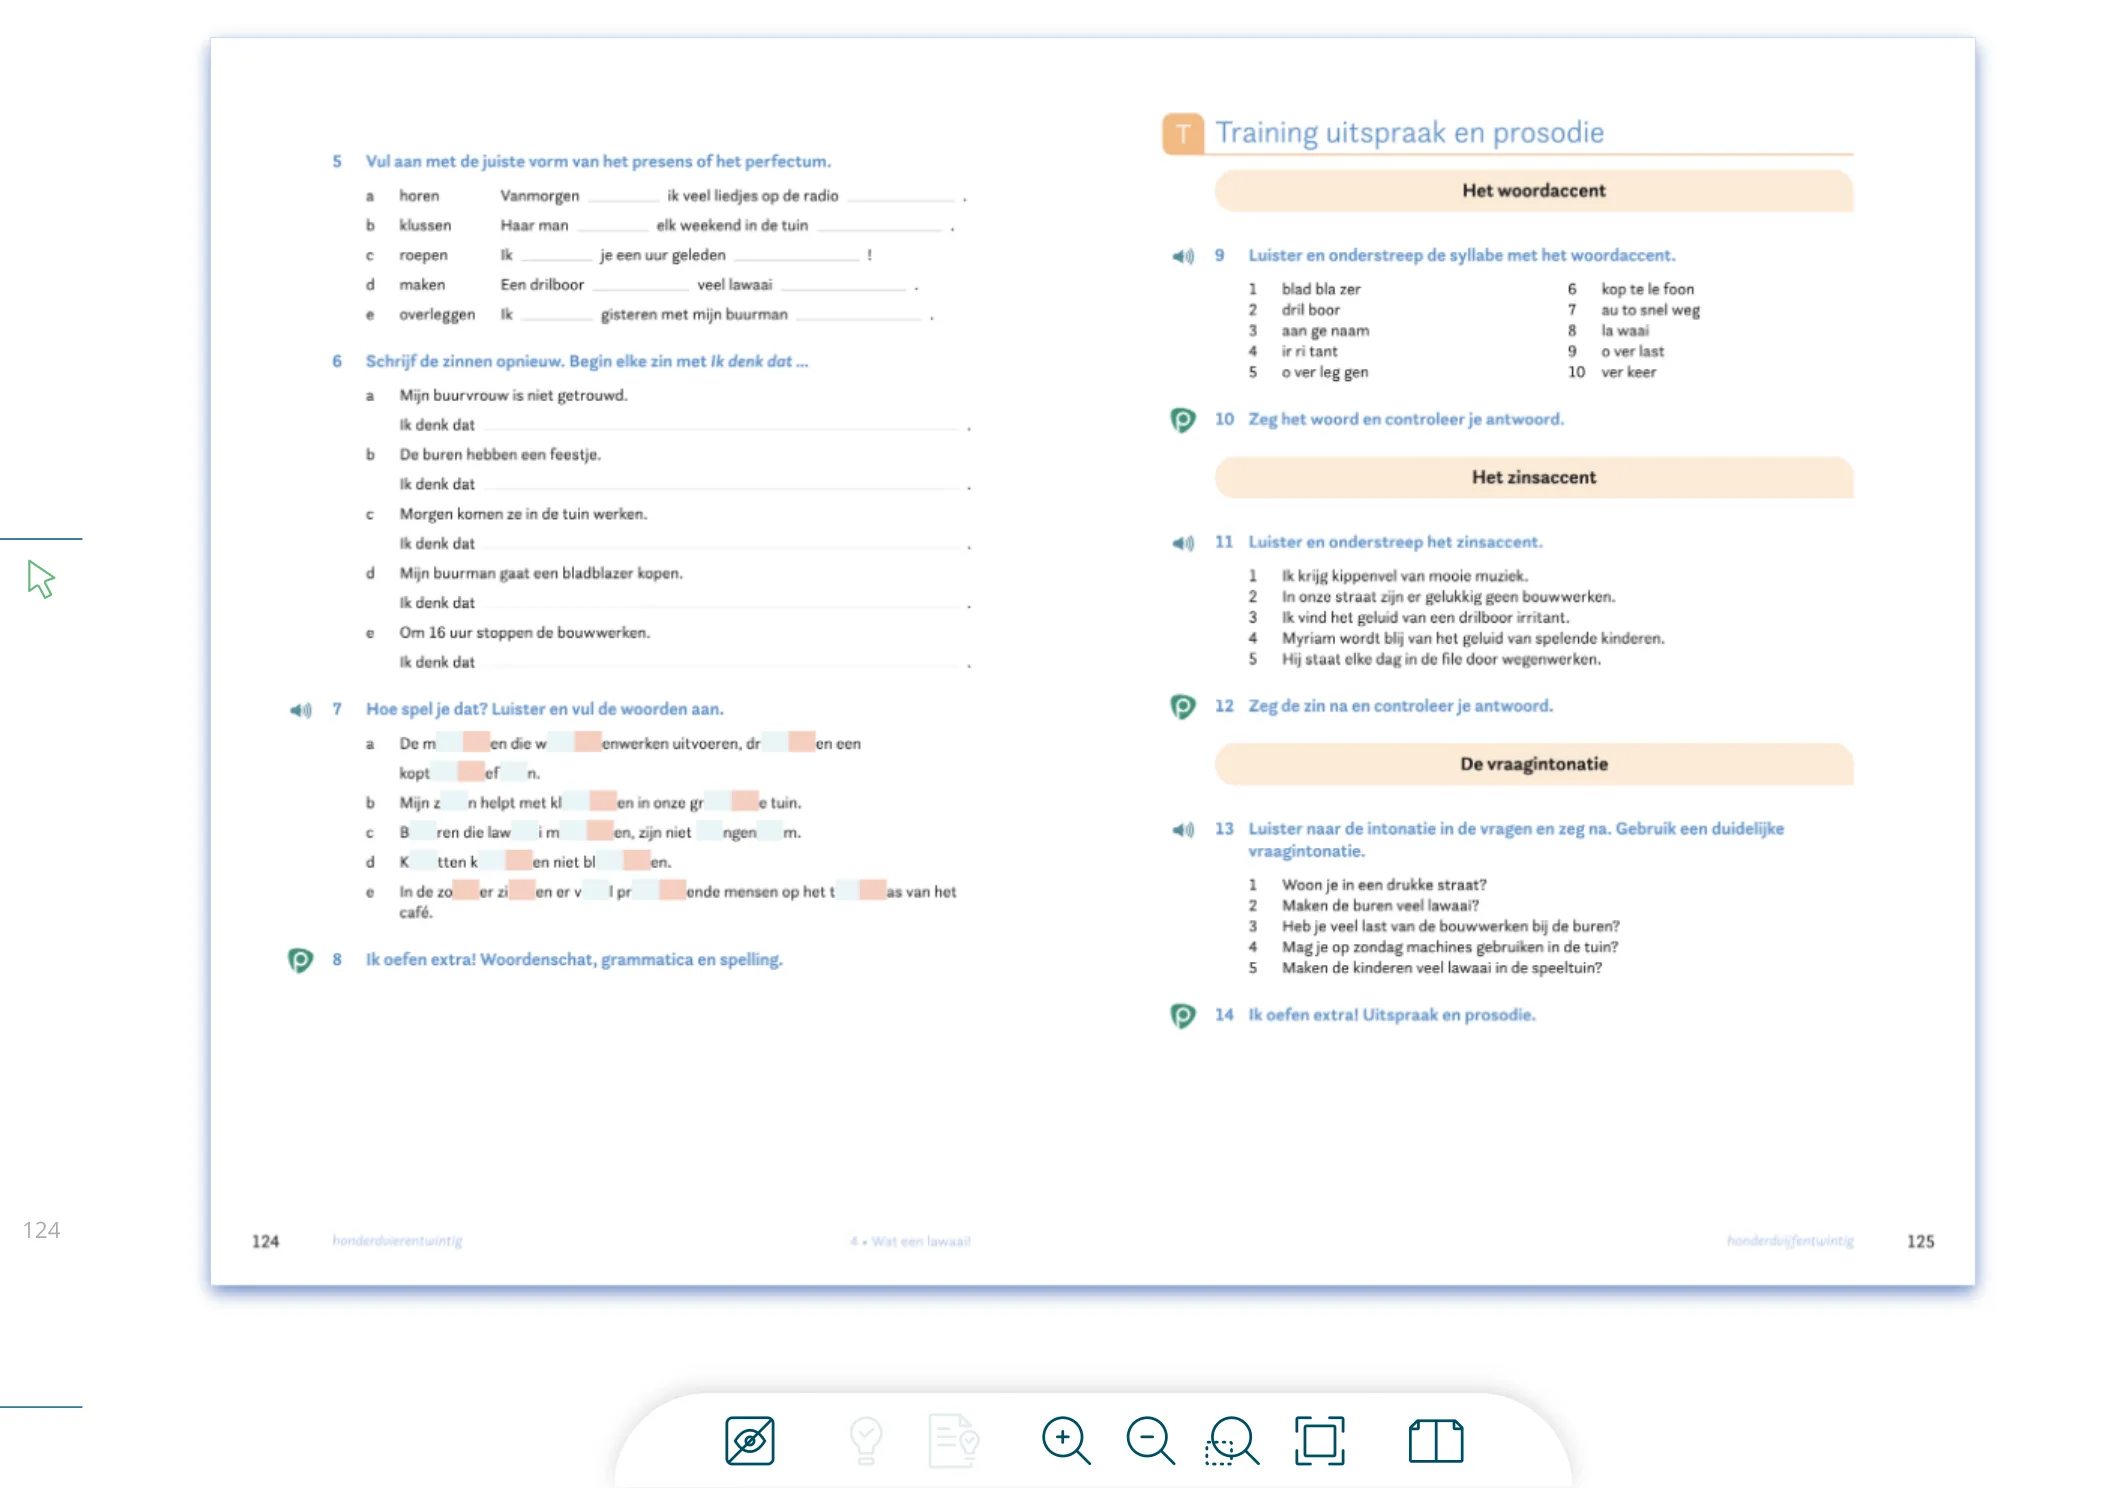 5 Vul aan met de juiste vorm van het presens of het perfectum.
a horen Vanmorgen ________ ik veel liedjes op de radio ________ .
b klussen Haar man ________ elk weekend in de tuin ________ .
c roepen Ik ________ je een uur geleden ________ !
d maken Een drilboor ________ veel lawaai ________ .
e overleggen Ik ________ gisteren met mijn buurman ________ .
6 Schrijf de zinnen opnieuw. Begin elke zin met Ik denk dat ...
a Mijn buurvrouw is niet getrouwd.
Ik denk dat ________ .
b De buren hebben een feestje.
Ik denk dat ________ .
c Morgen komen ze in de tuin werken.
Ik denk dat ________ .
d Mijn buurman gaat een bladblazer kopen.
Ik denk dat ________ .
e Om 16 uur stoppen de bouwwerken.
Ik denk dat ________ .
7 Hoe spel je dat? Luister en vul de woorden aan.
a De m en die w enwerken uitvoeren, dr en een
kopt ef n.
b Mijn z n helpt met kl en in onze gr e tuin.
c B ren die law i m en, zijn niet ngen m.
d K tten k en niet bl en.
e In de zo er zi en er v l pr ende mensen op het t as van het
café.
8 Ik oefen extra! Woordenschat, grammatica en spelling.
124 honderdvierentwintig 4 • Wat een lawaai!
T Training uitspraak en prosodie
Het woordaccent
9 Luister en onderstreep de syllabe met het woordaccent.
1 blad bla zer
2 dril boor
3 aan ge naam
4 ir ri tant
5 o ver leg gen
6 kop te le foon
7 au to snel weg
8 la waai
9 o ver last
10 ver keer
10 Zeg het woord en controleer je antwoord.
Het zinsaccent
11 Luister en onderstreep het zinsaccent.
1 Ik krijg kippenvel van mooie muziek.
2 In onze straat zijn er gelukkig geen bouwwerken.
3 Ik vind het geluid van een drilboor irritant.
4 Myriam wordt blij van het geluid van spelende kinderen.
5 Hij staat elke dag in de file door wegenwerken.
12 Zeg de zin na en controleer je antwoord.
De vraagintonatie
13 Luister naar de intonatie in de vragen en zeg na. Gebruik een duidelijke
vraagintonatie.
1 Woon je in een drukke straat?
2 Maken de buren veel lawaai?
3 Heb je veel last van de bouwwerken bij de buren?
4 Mag je op zondag machines gebruiken in de tuin?
5 Maken de kinderen veel lawaai in de speeltuin?
14 Ik oefen extra! Uitspraak en prosodie.
honderdvijfentwintig 125
124